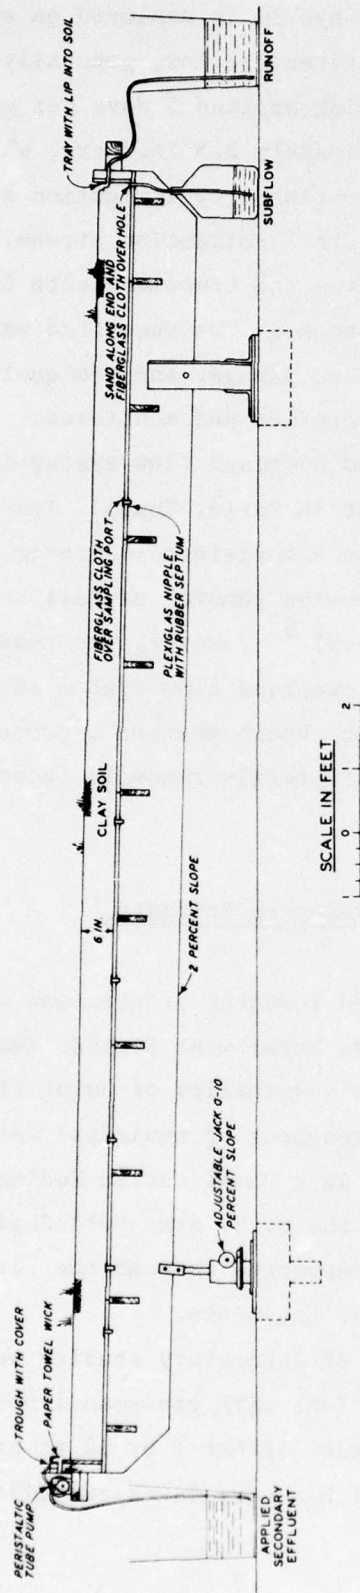 PERISTALTIC
TUBE PUMP
TROUGH WITH COVER
PAPER TOWEL WICK
6 IN.
CLAY SOIL
FIBERGLASS CLOTH
OVER SAMPLING PORT
PLEXIGLAS NIPPLE
WITH RUBBER SEPTUM
SAND ALONG END AND
FIBERGLASS CLOTH OVER HOLE
TRAY WITH LIP INTO SOIL
2 PERCENT SLOPE
ADJUSTABLE JACK 0-10
PERCENT SLOPE
APPLIED
SECONDARY
EFFLUENT
SUBFLOW
RUNOFF
SCALE IN FEET
1 0 2